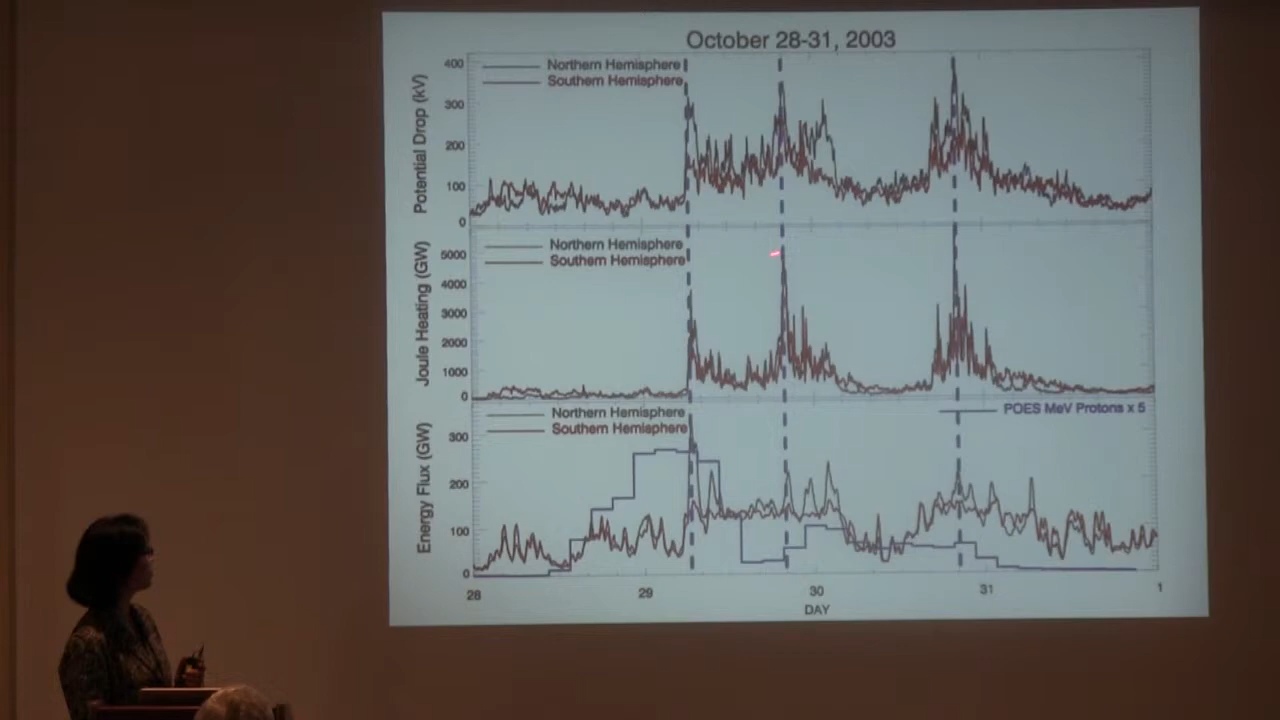 October 28-31, 2003
Potential Drop (kV)
400
300
200
100
0
Northern Hemisphere
Southern Hemisphere
Joule Heating (GW)
5000
4000
3000
2000
1000
0
Northern Hemisphere
Southern Hemisphere
Energy Flux (GW)
300
200
100
0
Northern Hemisphere
Southern Hemisphere
POES MeV Protons x 5
28 29 30 31 1
DAY